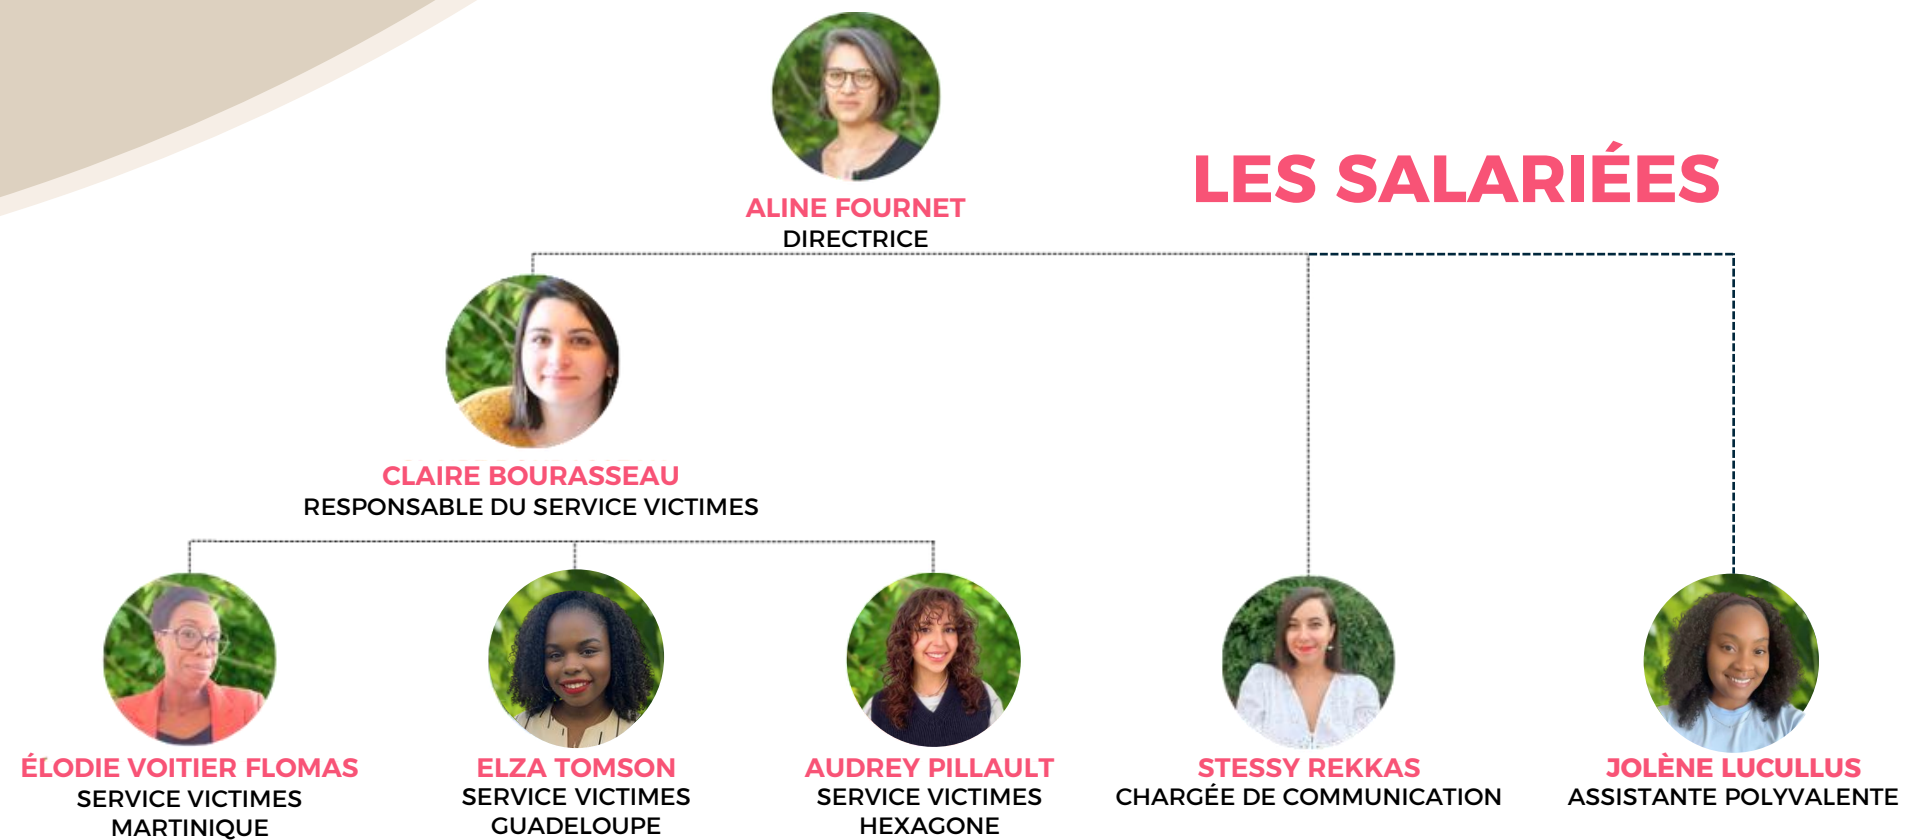 ALINE FOURNET
DIRECTRICE
LES SALARIÉES
CLAIRE BOURASSEAU
RESPONSABLE DU SERVICE VICTIMES
ÉLODIE VOITIER FLOMAS
SERVICE VICTIMES
MARTINIQUE
ELZA TOMSON
SERVICE VICTIMES
GUADELOUPE
AUDREY PILLAULT
SERVICE VICTIMES
HEXAGONE
STESSY REKKAS
CHARGÉE DE COMMUNICATION
JOLÈNE LUCULLUS
ASSISTANTE POLYVALENTE